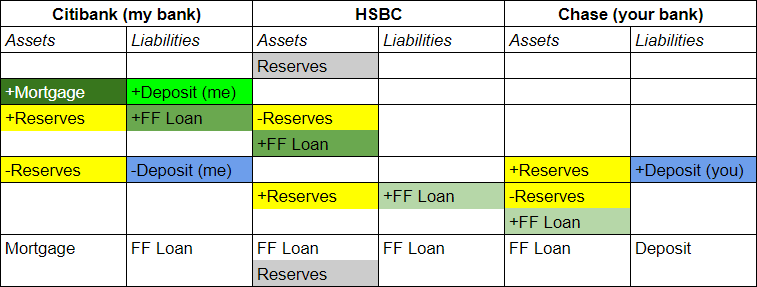 Citibank (my bank) HSBC Chase (your bank)
Assets Liabilities Assets Liabilities Assets Liabilities
Reserves
+Mortgage +Deposit (me)
+Reserves +FF Loan -Reserves
+FF Loan
-Reserves -Deposit (me) +Reserves +Deposit (you)
+Reserves +FF Loan -Reserves
+FF Loan
Mortgage FF Loan FF Loan FF Loan FF Loan Deposit
Reserves